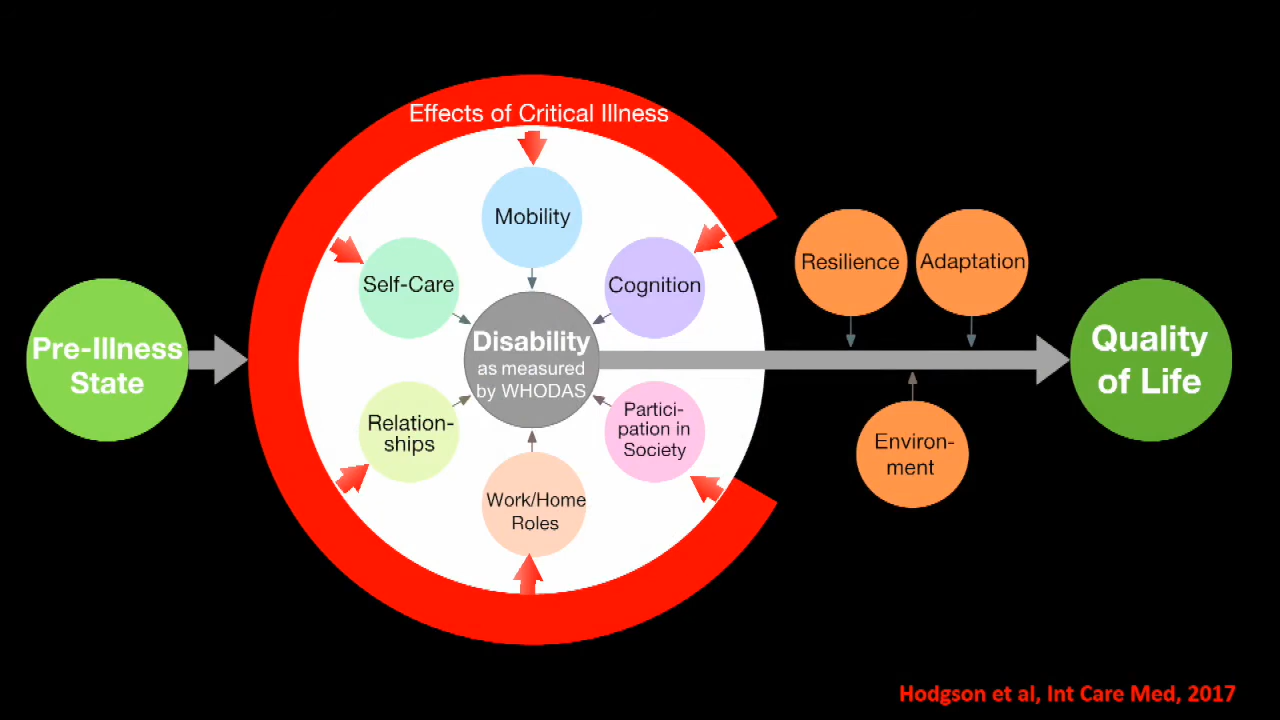 Effects of Critical Illness
Mobility
Self-Care
Cognition
Resilience
Adaptation
Pre-Illness
State
Disability
as measured
by WHODAS
Quality
of Life
Relation-
ships
Partici-
pation in
Society
Environ-
ment
Work/Home
Roles
Hodgson et al, Int Care Med, 2017